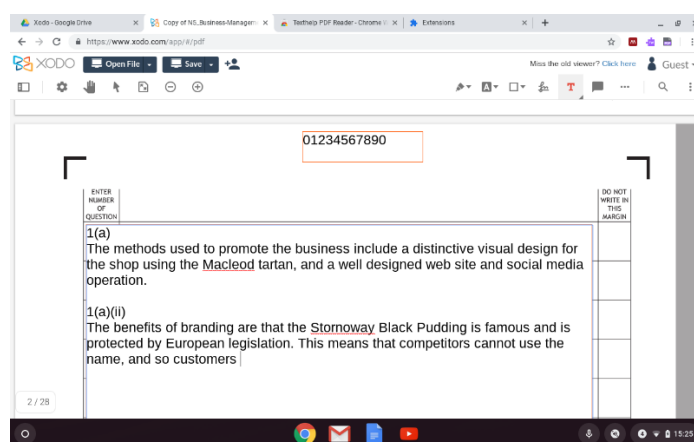 Xodo - Google Drive
Copy of N5_Business-Managem
Texthelp PDF Reader - Chrome
Extensions
https://www.xodo.com/app/#/pdf
XODO
Open File
Save
Miss the old viewer? Click here
Guest
T
01234567890
ENTER
NUMBER
OF
QUESTION
DO NOT
WRITE IN
THIS
MARGIN
1(a)
The methods used to promote the business include a distinctive visual design for
the shop using the Macleod tartan, and a well designed web site and social media
operation.
1(a)(ii)
The benefits of branding are that the Stornoway Black Pudding is famous and is
protected by European legislation. This means that competitors cannot use the
name, and so customers
2 / 28
15:25